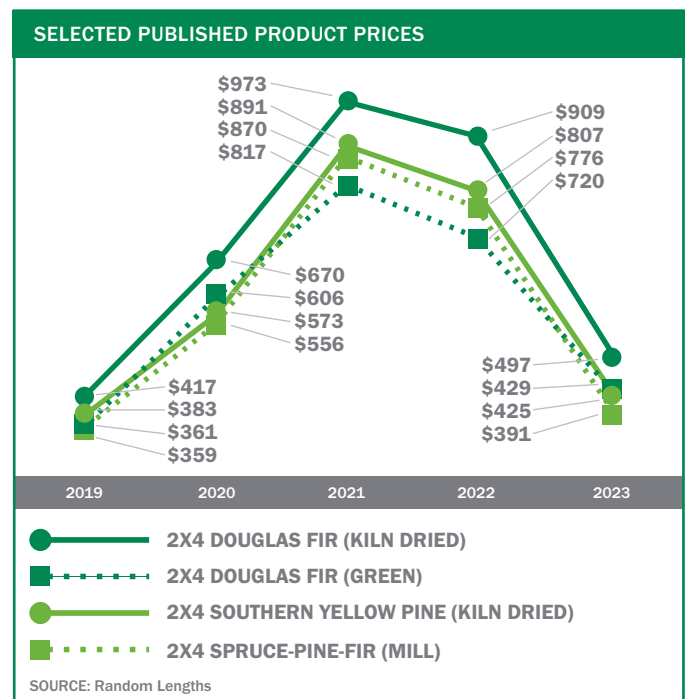 SELECTED PUBLISHED PRODUCT PRICES
$973
$891
$870
$817
$909
$807
$776
$720
$670
$606
$573
$556
$497
$429
$425
$391
$417
$383
$361
$359
2019 2020 2021 2022 2023
2X4 DOUGLAS FIR (KILN DRIED)
2X4 DOUGLAS FIR (GREEN)
2X4 SOUTHERN YELLOW PINE (KILN DRIED)
2X4 SPRUCE-PINE-FIR (MILL)
SOURCE: Random Lengths